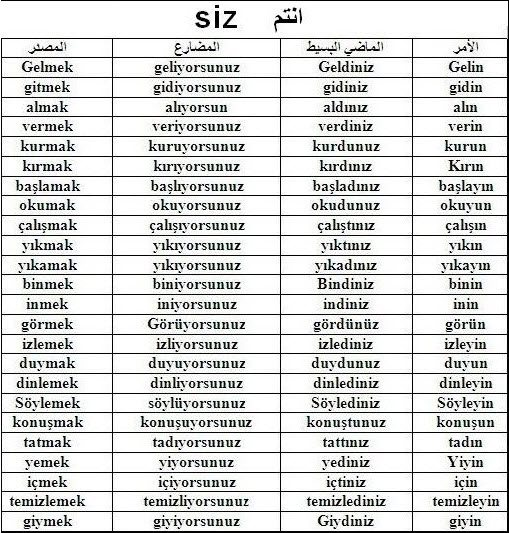 siz انتم
المصدر المضارع الماضي البسيط الأمر
Gelmek geliyorsunuz Geldiniz Gelin
gitmek gidiyorsunuz gidiniz gidin
almak alıyorsun aldınız alın
vermek veriyorsunuz verdiniz verin
kurmak kuruyorsunuz kurdunuz kurun
kırmak kırıyorsunuz kırdınız Kırın
başlamak başlıyorsunuz başladınız başlayın
okumak okuyorsunuz okudunuz okuyun
çalışmak çalışıyorsunuz çalıştınız çalışın
yıkmak yıkıyorsunuz yıktınız yıkın
yıkamak yıkıyorsunuz yıkadınız yıkayın
binmek biniyorsunuz Bindiniz binin
inmek iniyorsunuz indiniz inin
görmek Görüyorsunuz gördünüz görün
izlemek izliyorsunuz izlediniz izleyin
duymak duyuyorsunuz duydunuz duyun
dinlemek dinliyorsunuz dinlediniz dinleyin
Söylemek söylüyorsunuz Söylediniz Söyleyin
konuşmak konuşuyorsunuz konuştunuz konuşun
tatmak tadıyorsunuz tattınız tadın
yemek yiyorsunuz yediniz Yiyin
içmek içiyorsunuz içtiniz için
temizlemek temizliyorsunuz temizlediniz temizleyin
giymek giyiyorsunuz Giydiniz giyin